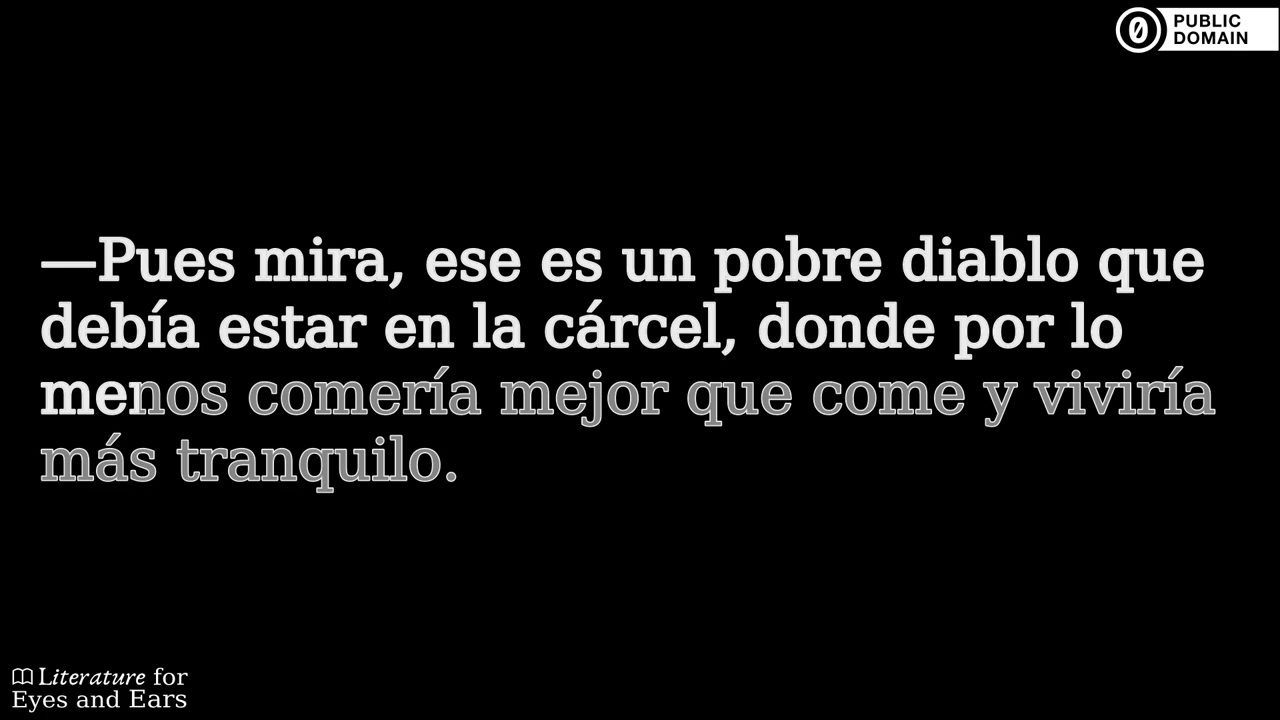 PUBLIC
DOMAIN
—Pues mira, ese es un pobre diablo que
debía estar en la cárcel, donde por lo
menos comería mejor que come y viviría
más tranquilo.
Literature for
Eyes and Ears